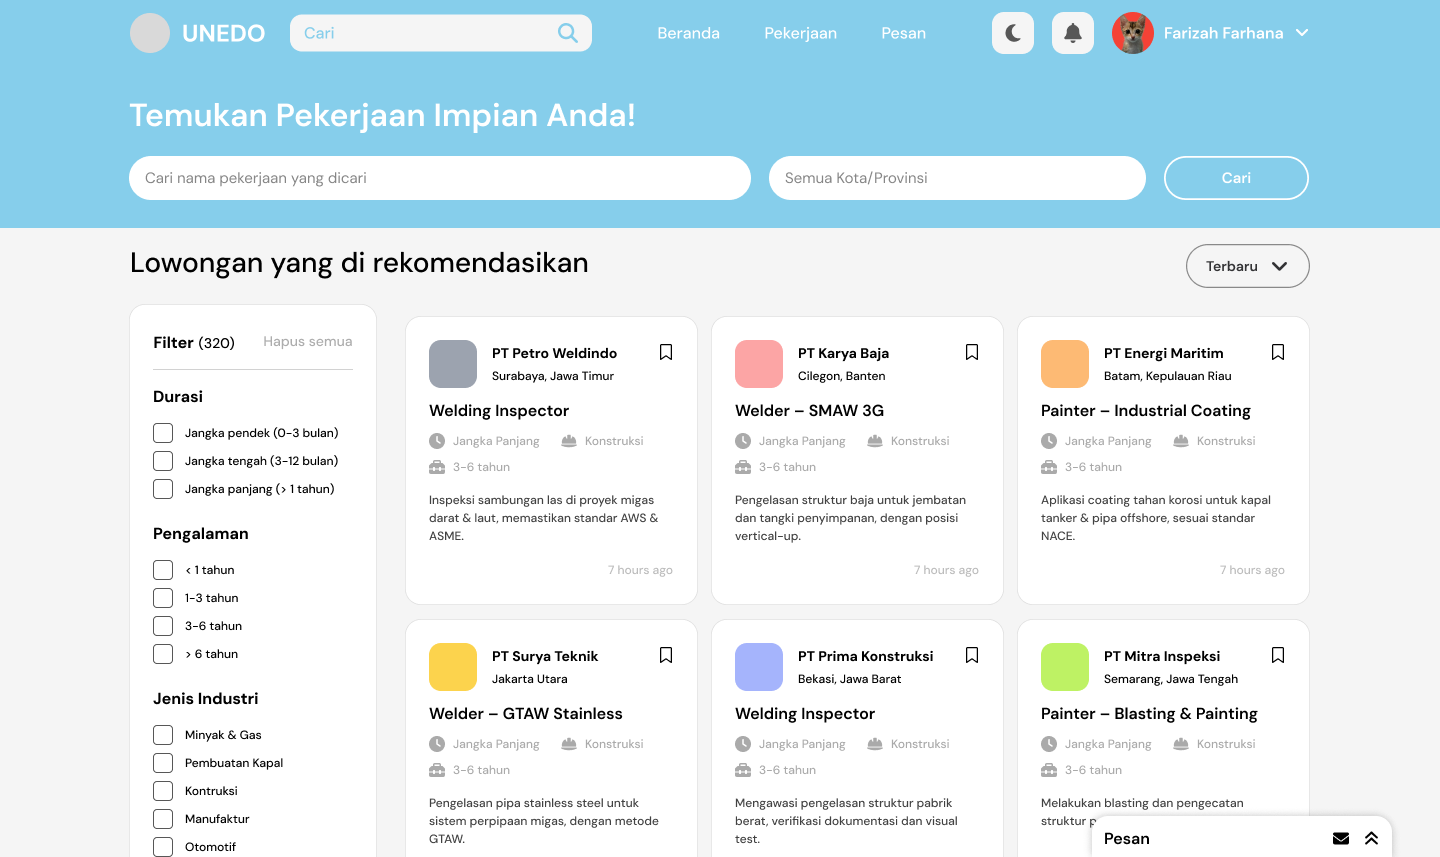 UNEDO
Cari
Beranda
Pekerjaan
Pesan
Farizah Farhana
Temukan Pekerjaan Impian Anda!
Cari nama pekerjaan yang dicari
Semua Kota/Provinsi
Cari
Lowongan yang di rekomendasikan
Terbaru
Filter (320)
Hapus semua
Durasi
Jangka pendek (0-3 bulan)
Jangka tengah (3-12 bulan)
Jangka panjang (> 1 tahun)
Pengalaman
< 1 tahun
1-3 tahun
3-6 tahun
> 6 tahun
Jenis Industri
Minyak & Gas
Pembuatan Kapal
Kontruksi
Manufaktur
Otomotif
PT Petro Weldindo
Surabaya, Jawa Timur
Welding Inspector
Jangka Panjang
Konstruksi
3-6 tahun
Inspeksi sambungan las di proyek migas
darat & laut, memastikan standar AWS &
ASME.
7 hours ago
PT Karya Baja
Cilegon, Banten
Welder – SMAW 3G
Jangka Panjang
Konstruksi
3-6 tahun
Pengelasan struktur baja untuk jembatan
dan tangki penyimpanan, dengan posisi
vertical-up.
7 hours ago
PT Energi Maritim
Batam, Kepulauan Riau
Painter – Industrial Coating
Jangka Panjang
Konstruksi
3-6 tahun
Aplikasi coating tahan korosi untuk kapal
tanker & pipa offshore, sesuai standar
NACE.
7 hours ago
PT Surya Teknik
Jakarta Utara
Welder – GTAW Stainless
Jangka Panjang
Konstruksi
3-6 tahun
Pengelasan pipa stainless steel untuk
sistem perpipaan migas, dengan metode
GTAW.
PT Prima Konstruksi
Bekasi, Jawa Barat
Welding Inspector
Jangka Panjang
Konstruksi
3-6 tahun
Mengawasi pengelasan struktur pabrik
berat, verifikasi dokumentasi dan visual
test.
PT Mitra Inspeksi
Semarang, Jawa Tengah
Painter – Blasting & Painting
Jangka Panjang
Konstruksi
3-6 tahun
Melakukan blasting dan pengecatan
struktur
Pesan